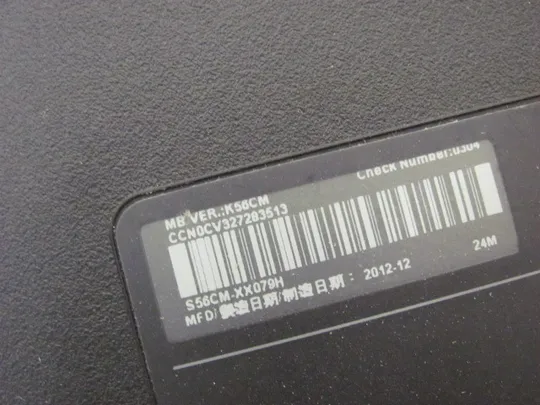 MB VER.:K56CM
Check Number:0304
CCN0CV327283513
S56CM-XX079H
MFD/製造日期/制造日期：2012-12
24M